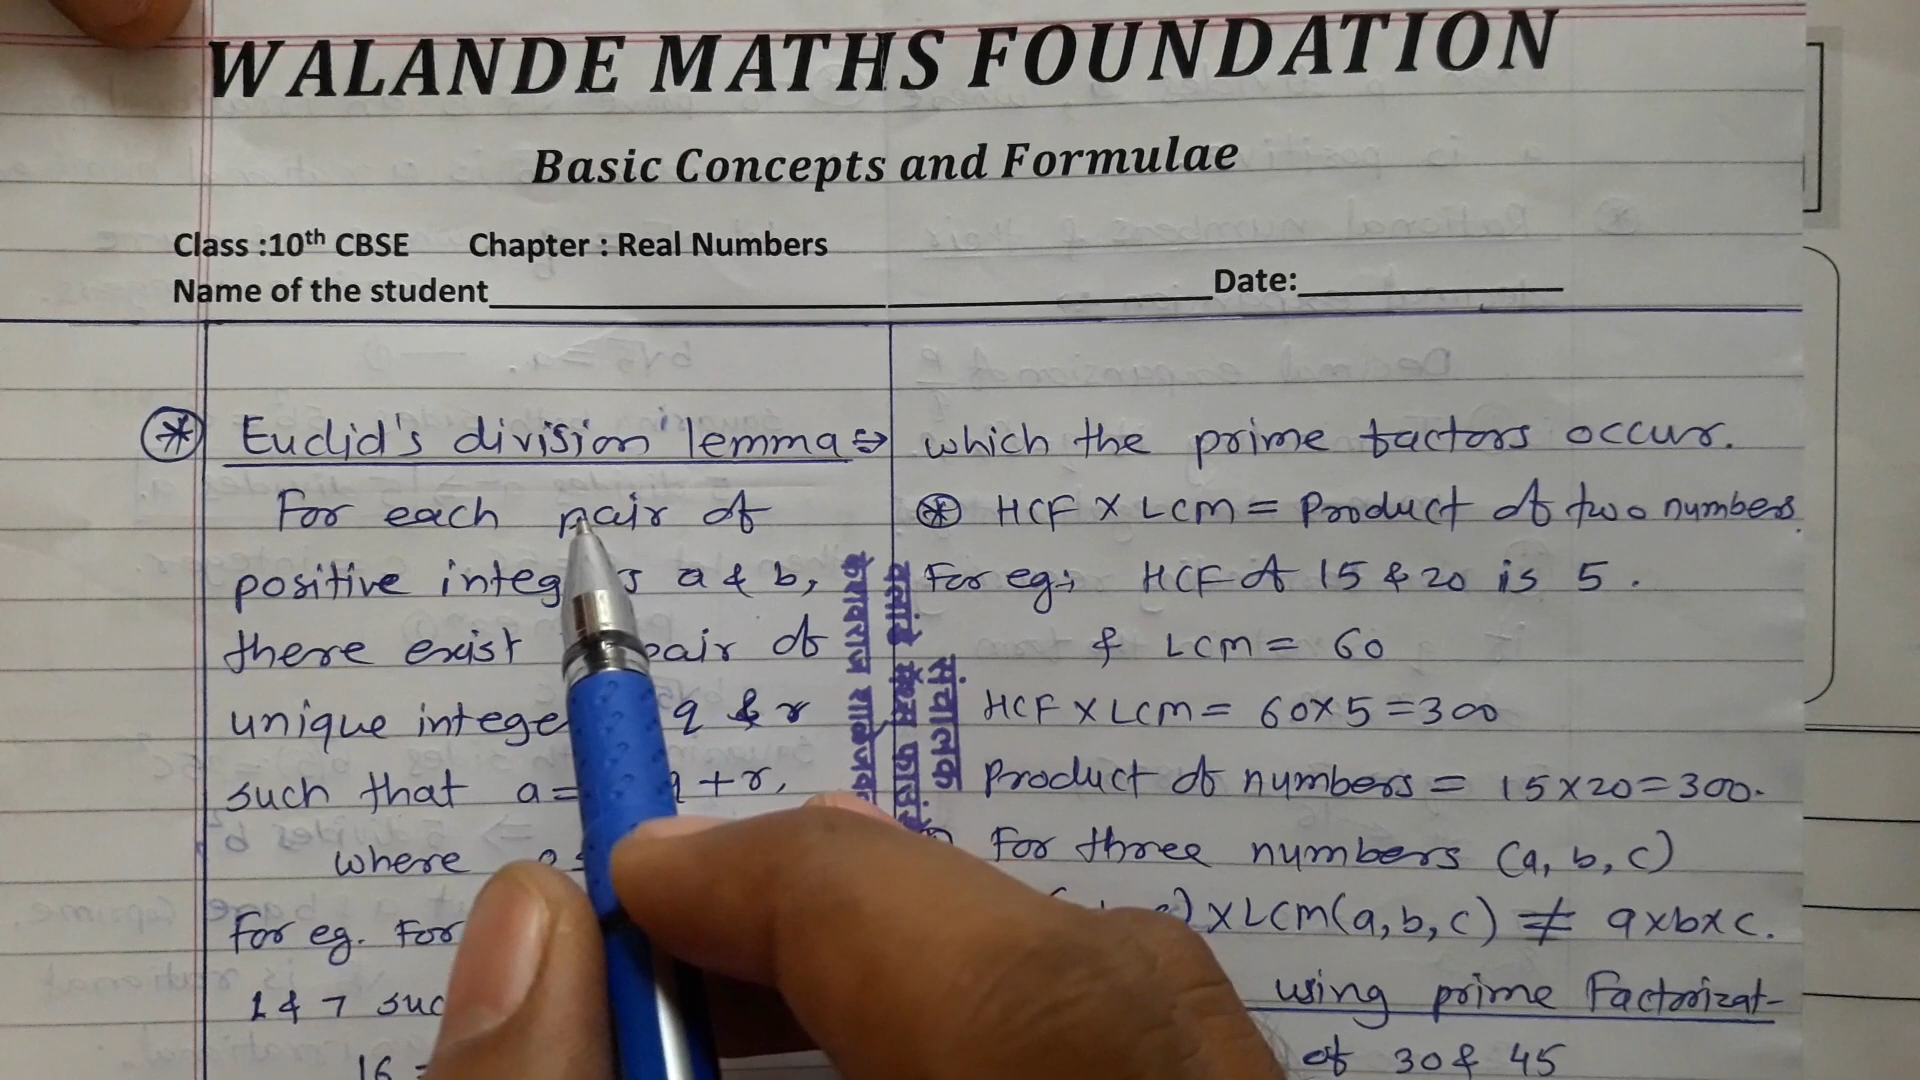 WALANDE MATHS FOUNDATION
Basic Concepts and Formulae
Class :10th CBSE Chapter : Real Numbers
Name of the student Date:
Euclid's division lemma ⇒
For each pair of
positive a & b,
there exist pair of
unique q & r
such that a= +r,
where
For eg. For
1 & 7
16
which the prime factors occur.
HCF X LCM = Product of two numbers.
For eg; HCF of 15 & 20 is 5.
& LCM = 60
HCF X LCM = 60 x 5 = 300
Product of numbers = 15 x 20 = 300.
For three numbers (a, b, c)
x LCM(a, b, c) ≠ a x b x c.
using prime Factorizat-
of 30 & 45
संचालक